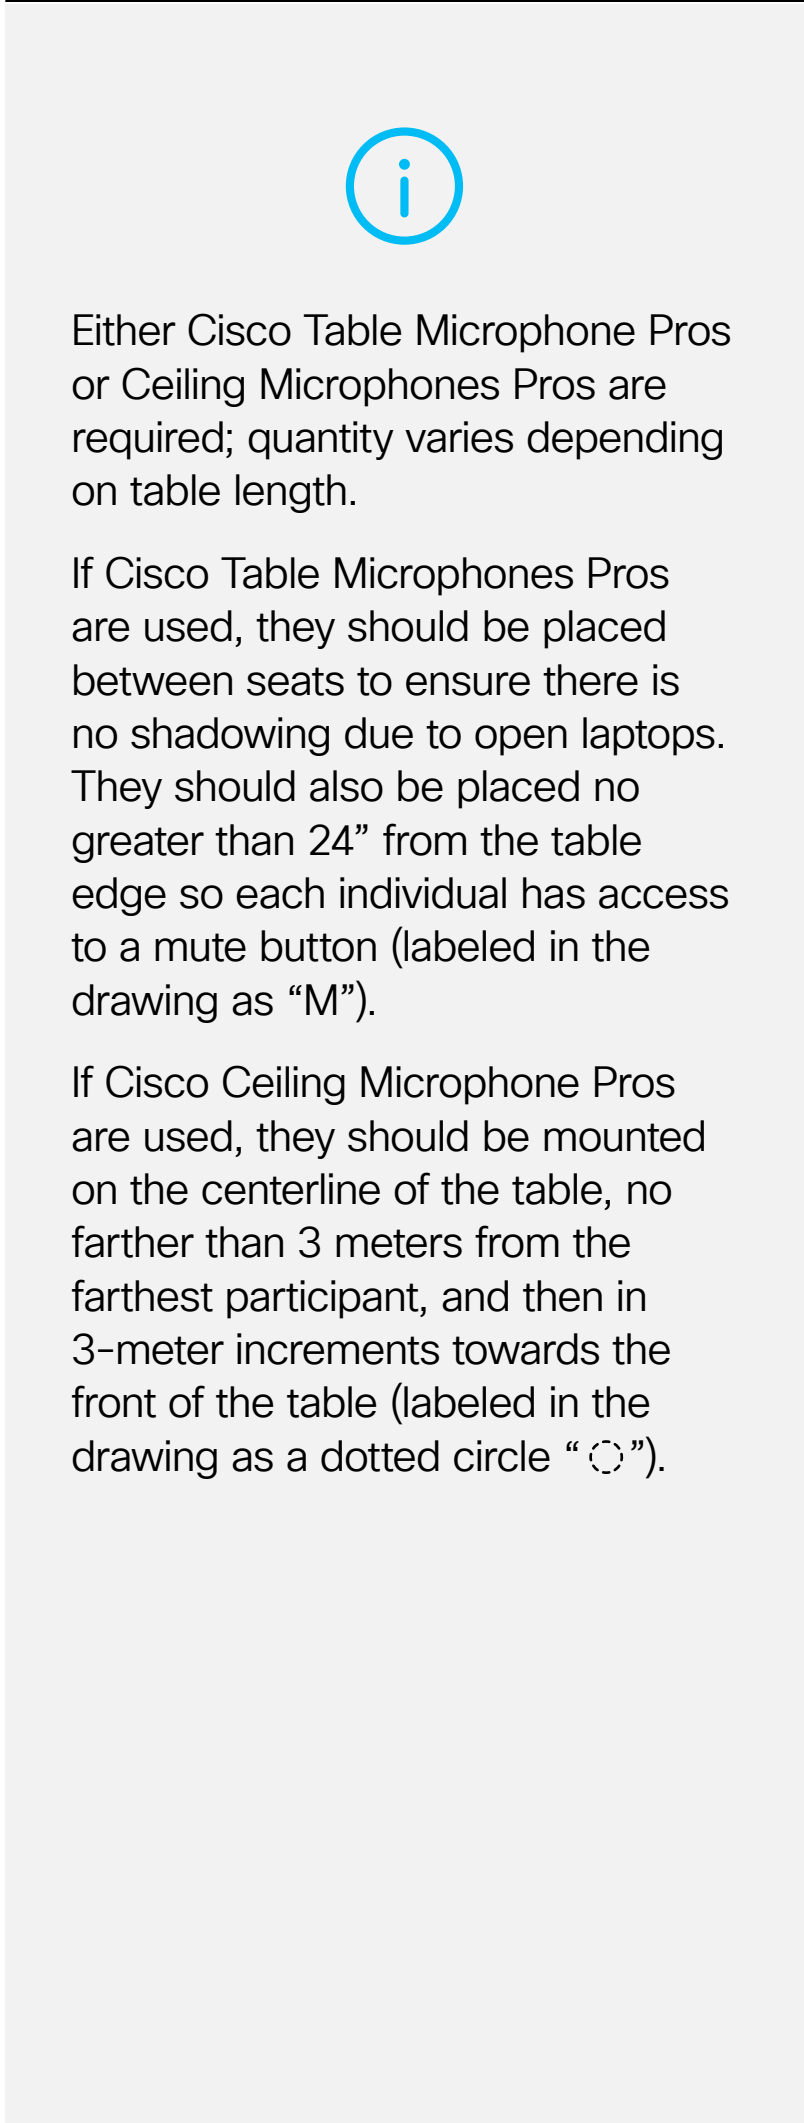 Either Cisco Table Microphone Pros
or Ceiling Microphones Pros are
required; quantity varies depending
on table length.
If Cisco Table Microphones Pros
are used, they should be placed
between seats to ensure there is
no shadowing due to open laptops.
They should also be placed no
greater than 24” from the table
edge so each individual has access
to a mute button (labeled in the
drawing as “M”).
If Cisco Ceiling Microphone Pros
are used, they should be mounted
on the centerline of the table, no
farther than 3 meters from the
farthest participant, and then in
3-meter increments towards the
front of the table (labeled in the
drawing as a dotted circle “ ◌ ”).